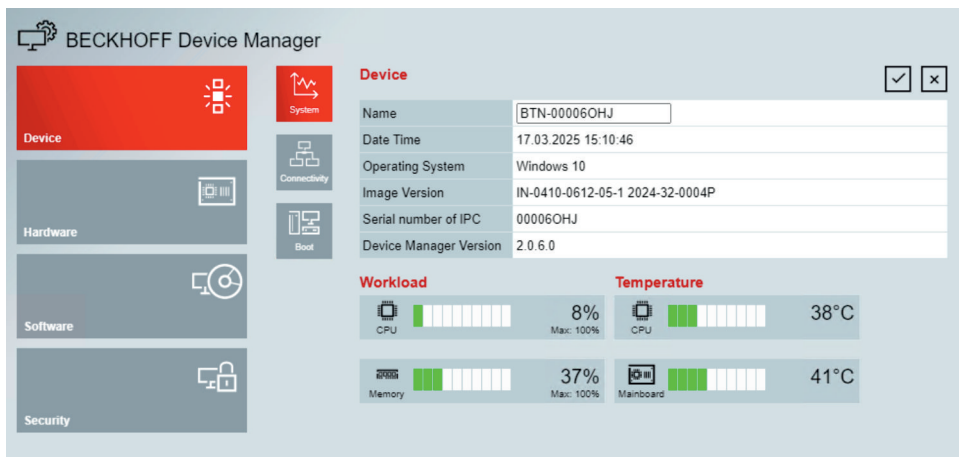 BECKHOFF Device Manager
Device
Hardware
Software
Security
System
Connectivity
Boot
Device
Name BTN-00006OHJ
Date Time 17.03.2025 15:10:46
Operating System Windows 10
Image Version IN-0410-0612-05-1 2024-32-0004P
Serial number of IPC 00006OHJ
Device Manager Version 2.0.6.0
Workload
CPU 8% Max: 100%
Memory 37% Max: 100%
Temperature
CPU 38°C
Mainboard 41°C